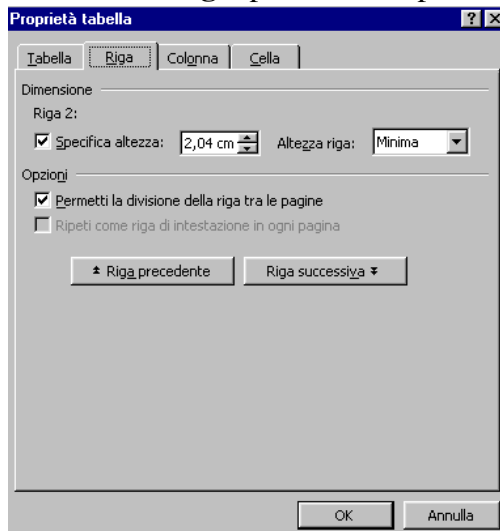 Proprietà tabella
Tabella Riga Colonna Cella
Dimensione
Riga 2:
Specifica altezza: 2,04 cm Altezza riga: Minima
Opzioni
Permetti la divisione della riga tra le pagine
Ripeti come riga di intestazione in ogni pagina
Riga precedente Riga successiva
OK Annulla